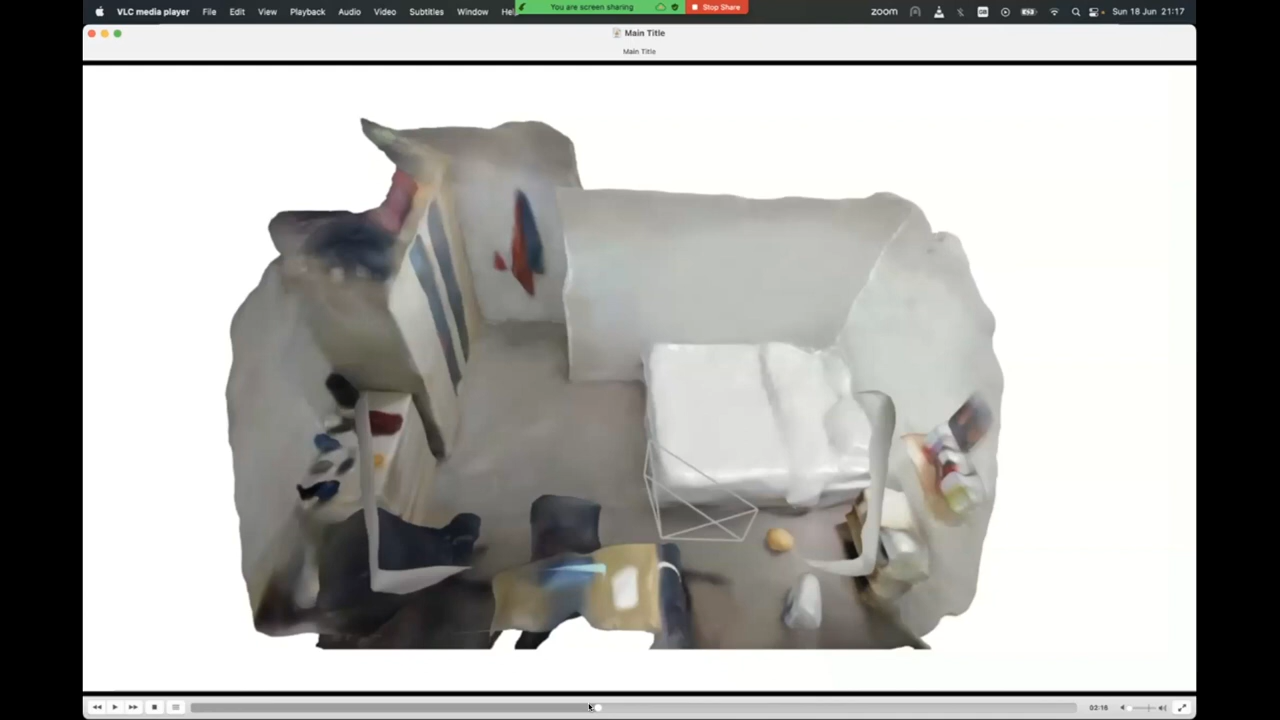 VLC media player File Edit View Playback Audio Video Subtitles Window Hel You are screen sharing Stop Share zoom Sun 18 Jun 21:17
Main Title
Main Title
02:16